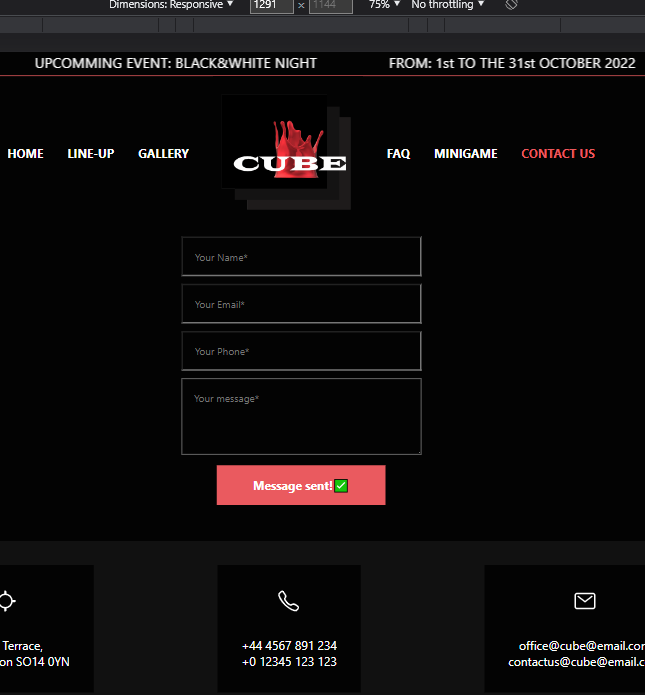 Dimensions: Responsive ▼ 1291 × 1144 75% ▼ No throttling ▼
UPCOMMING EVENT: BLACK&WHITE NIGHT FROM: 1st TO THE 31st OCTOBER 2022
HOME LINE-UP GALLERY CUBE FAQ MINIGAME CONTACT US
Your Name*
Your Email*
Your Phone*
Your message*
Message sent!✅
Terrace,
on SO14 0YN
+44 4567 891 234
+0 12345 123 123
office@cube@email.com
contactus@cube@email.c